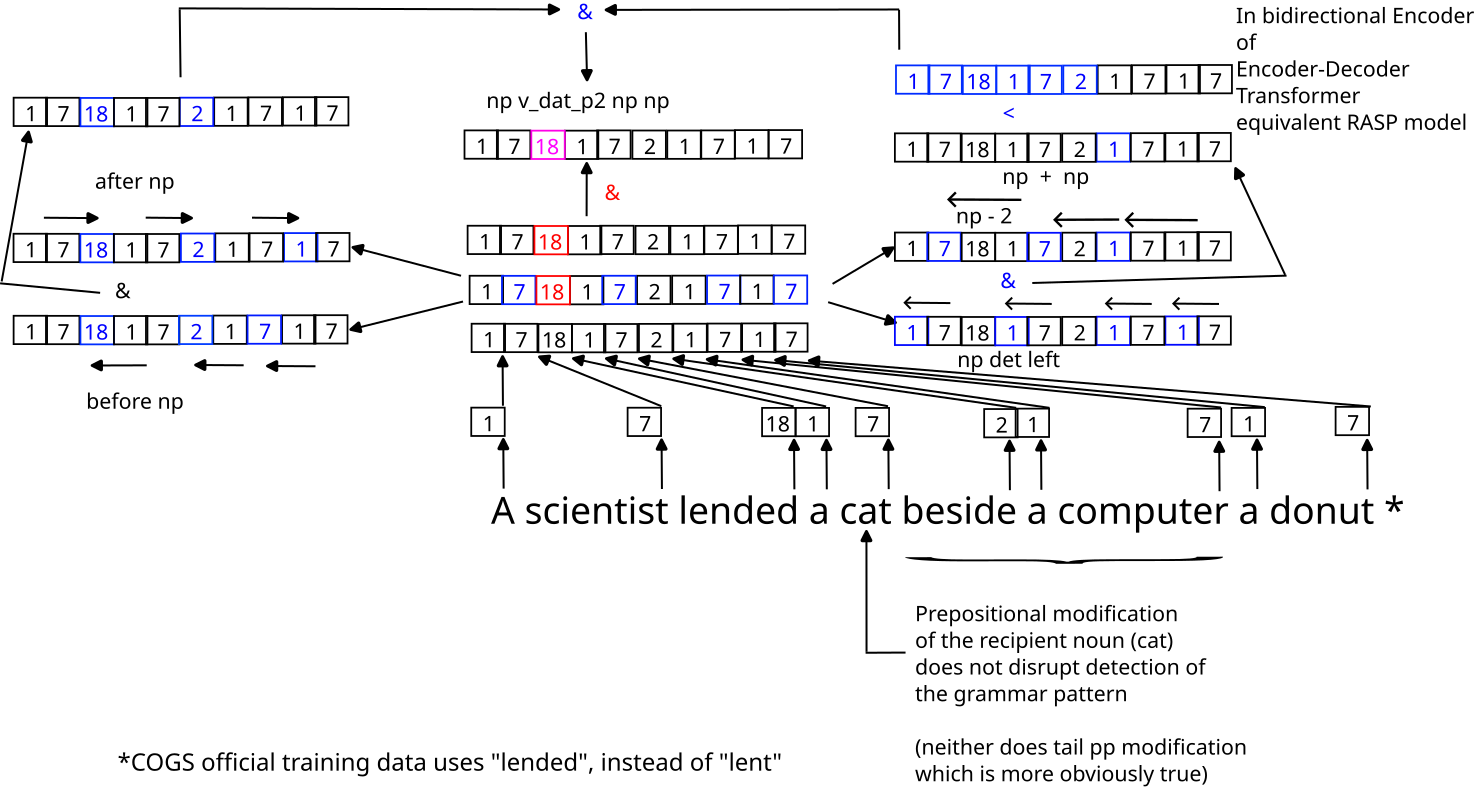 &
In bidirectional Encoder
of
Encoder-Decoder
Transformer
equivalent RASP model
1 7 18 1 7 2 1 7 1 7
<
1 7 18 1 7 2 1 7 1 7
np + np
1 7 18 1 7 2 1 7 1 7
np v_dat_p2 np np
1 7 18 1 7 2 1 7 1 7
after np
&
np - 2
1 7 18 1 7 2 1 7 1 7
1 7 18 1 7 2 1 7 1 7
1 7 18 1 7 2 1 7 1 7
&
1 7 18 1 7 2 1 7 1 7
&
1 7 18 1 7 2 1 7 1 7
1 7 18 1 7 2 1 7 1 7
1 7 18 1 7 2 1 7 1 7
np det left
before np
1 7 18 1 7 2 1 7 1 7
A scientist lended a cat beside a computer a donut *
Prepositional modification
of the recipient noun (cat)
does not disrupt detection of
the grammar pattern
(neither does tail pp modification
which is more obviously true)
*COGS official training data uses "lended", instead of "lent"